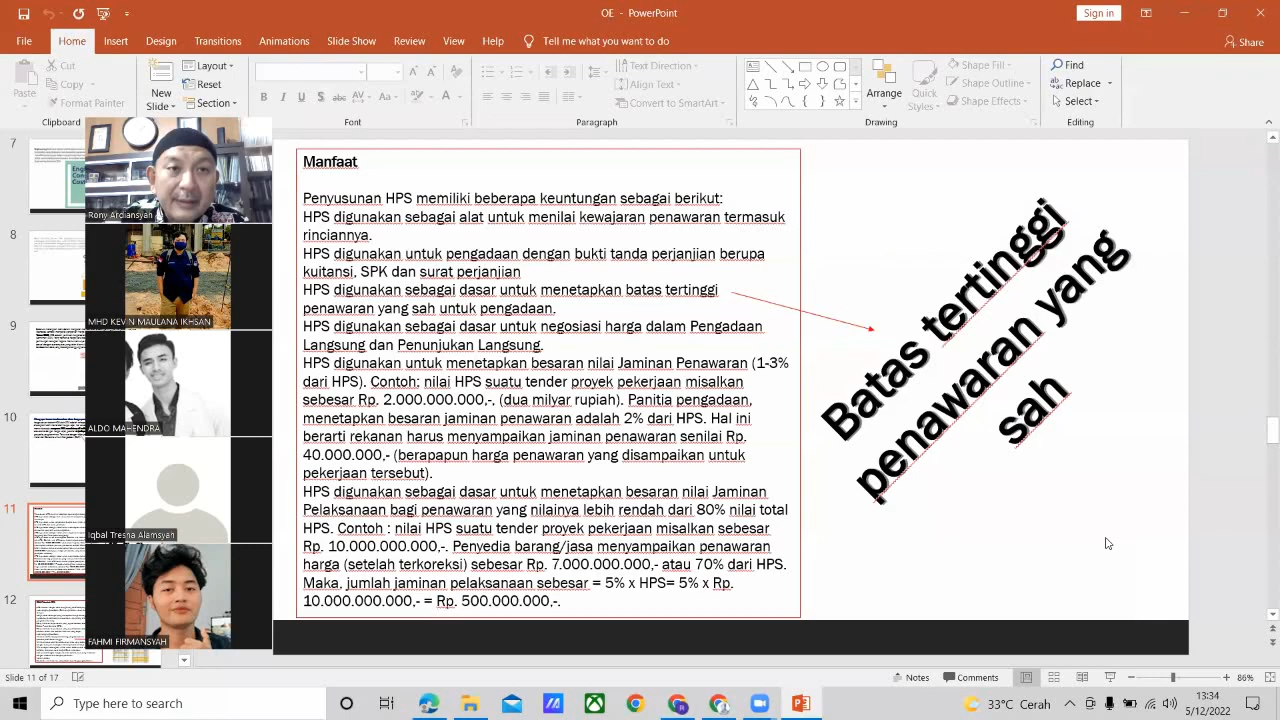 OE - PowerPoint
Sign in
File Home Insert Design Transitions Animations Slide Show Review View Help Tell me what you want to do Share
Paste
Cut
Copy
Format Painter
Clipboard
New Slide
Layout
Reset
Section
B I U S abc AV Aa A
Font
Text Direction
Align Text
Convert to SmartArt
Paragraph
Arrange
Quick Styles
Shape Fill
Shape Outline
Shape Effects
Drawing
Find
Replace
Select
Editing
7
8
10
12
Rony Ardiansyah
MHD KEVIN MAULANA IKHSAN
ALDO MAHENDRA
Iqbal Tresna Alamsyah
FAHMI FIRMANSYAH
Manfaat
Penyusunan HPS memiliki beberapa keuntungan sebagai berikut:
HPS digunakan sebagai alat untuk menilai kewajaran penawaran termasuk
rinciannya.
HPS digunakan untuk pengadaan dengan bukti tanda perjanjian berupa
kuitansi, SPK dan surat perjanjian
HPS digunakan sebagai dasar untuk menetapkan batas tertinggi
penawaran yang sah untuk pengadaan.
HPS digunakan sebagai dasar untuk negosiasi harga dalam Pengadaan
Langsung dan Penunjukan Langsung.
HPS digunakan untuk menetapkan besaran nilai Jaminan Penawaran (1-3%
dari HPS). Contoh: nilai HPS suatu tender proyek pekerjaan misalkan
sebesar Rp. 2.000.000.000,-, (dua milyar rupiah). Panitia pengadaan,
menetapkan besaran jaminan penawaran adalah 2% dari HPS. Hal ini
berarti rekanan harus menyampaikan jaminan penawaran senilai Rp.
40.000.000,- (berapapun harga penawaran yang disampaikan untuk
pekerjaan tersebut).
HPS digunakan sebagai dasar untuk menetapkan besaran nilai Jaminan
Pelaksanaan bagi penawaran yang nilainya lebih rendah dari 80% nilai total
HPS. Contoh : nilai HPS suatu tender proyek pekerjaan misalkan sebesar
Rp. 10.000.000.000,-. Penyedia barang/jasa menyampaikan penawaran
harga (setelah terkoreksi) sebesar Rp. 7.000.000.000,- atau 70% dari HPS.
Maka, jumlah jaminan pelaksanaan sebesar = 5% x HPS= 5% x Rp.
10.000.000.000,- = Rp. 500.000.000,-.
Batas tertinggi
penawaran yang
sah
Slide 11 of 17
Notes Comments 86%
Type here to search
33°C Cerah
13:34
5/12/2022